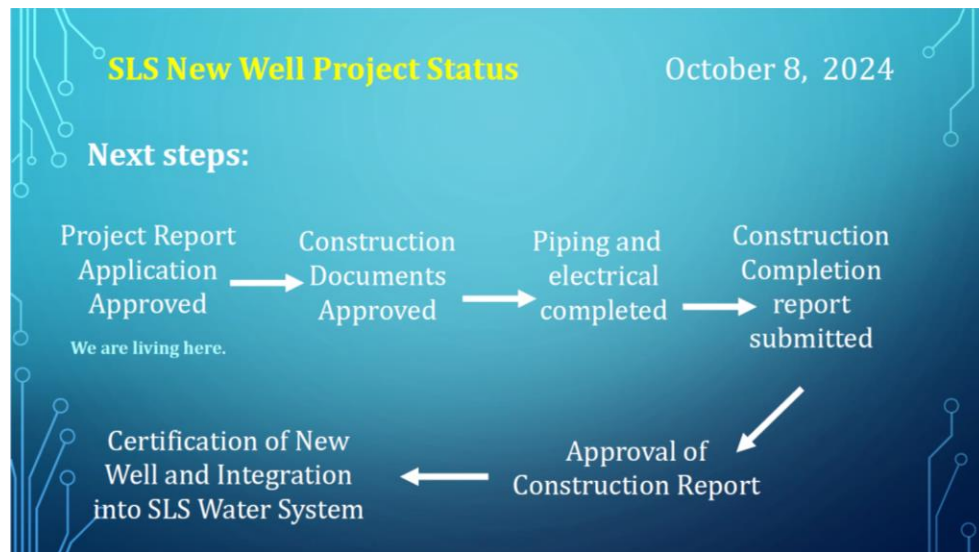 SLS New Well Project Status
October 8, 2024
Next steps:
Project Report
Application
Approved
We are living here.
Construction
Documents
Approved
Piping and
electrical
completed
Construction
Completion
report
submitted
Approval of
Construction Report
Certification of New
Well and Integration
into SLS Water System